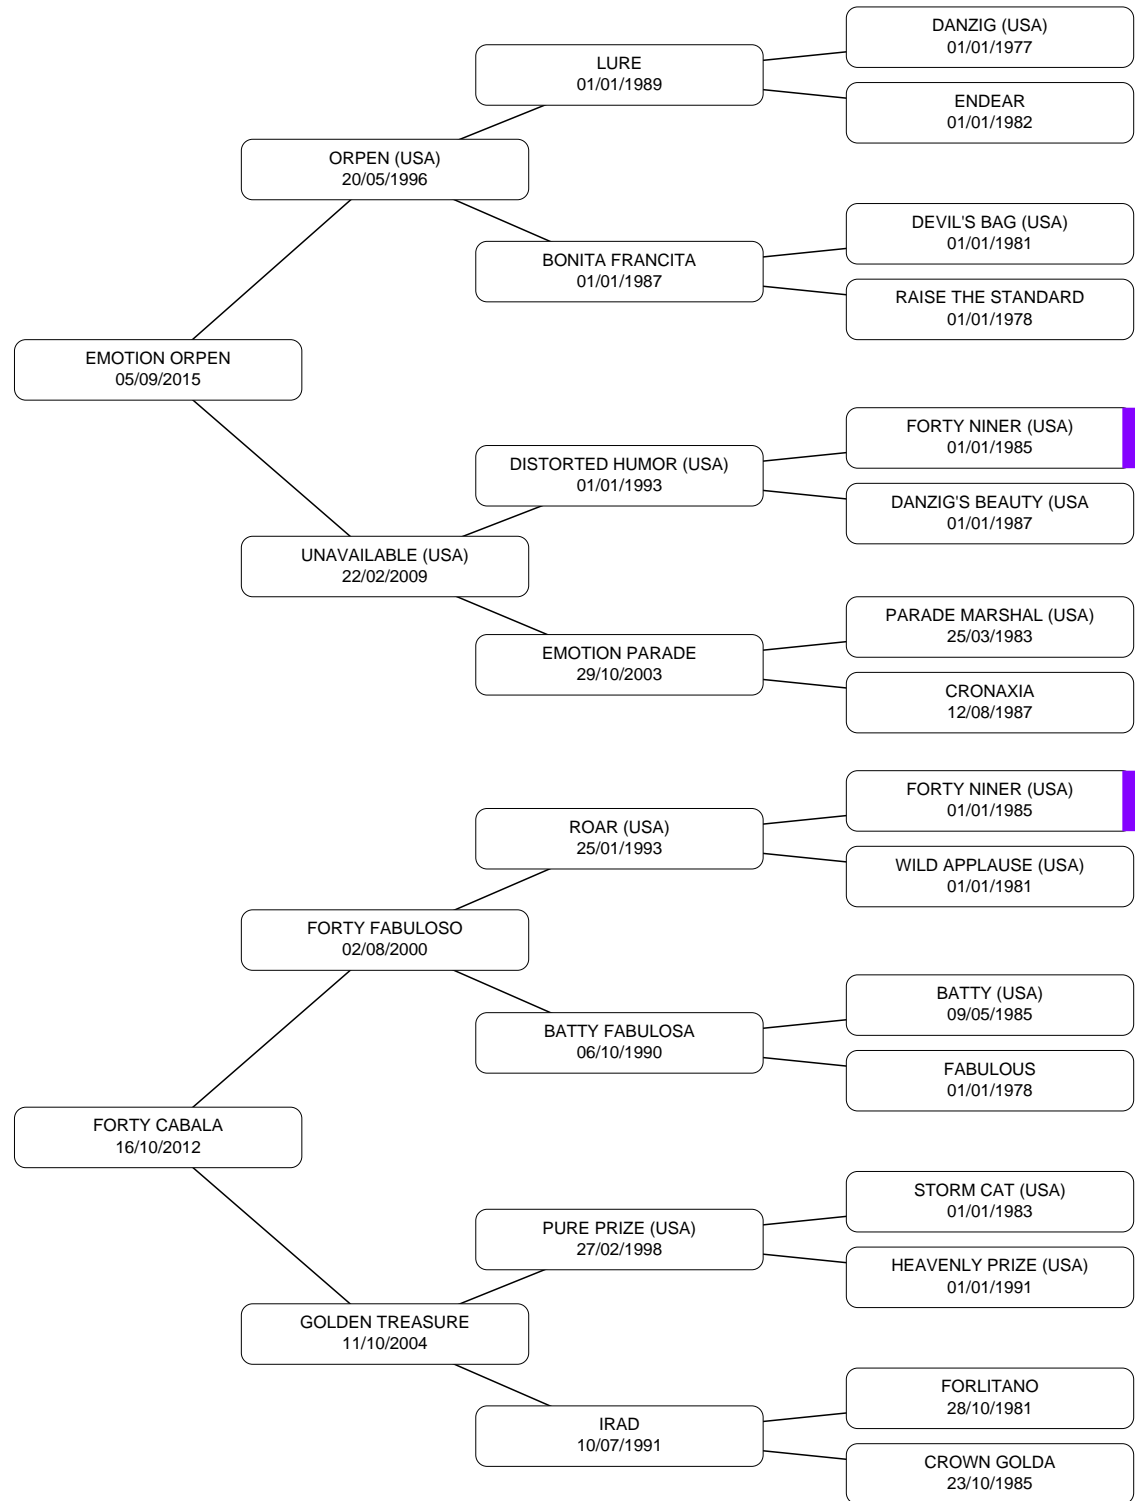 DANZIG (USA)
01/01/1977
LURE
01/01/1989
ENDEAR
01/01/1982
ORPEN (USA)
20/05/1996
DEVIL'S BAG (USA)
01/01/1981
BONITA FRANCITA
01/01/1987
RAISE THE STANDARD
01/01/1978
EMOTION ORPEN
05/09/2015
FORTY NINER (USA)
01/01/1985
DISTORTED HUMOR (USA)
01/01/1993
DANZIG'S BEAUTY (USA
01/01/1987
UNAVAILABLE (USA)
22/02/2009
PARADE MARSHAL (USA)
25/03/1983
EMOTION PARADE
29/10/2003
CRONAXIA
12/08/1987
FORTY NINER (USA)
01/01/1985
ROAR (USA)
25/01/1993
WILD APPLAUSE (USA)
01/01/1981
FORTY FABULOSO
02/08/2000
BATTY (USA)
09/05/1985
BATTY FABULOSA
06/10/1990
FABULOUS
01/01/1978
FORTY CABALA
16/10/2012
STORM CAT (USA)
01/01/1983
PURE PRIZE (USA)
27/02/1998
HEAVENLY PRIZE (USA)
01/01/1991
GOLDEN TREASURE
11/10/2004
FORLITANO
28/10/1981
IRAD
10/07/1991
CROWN GOLDA
23/10/1985